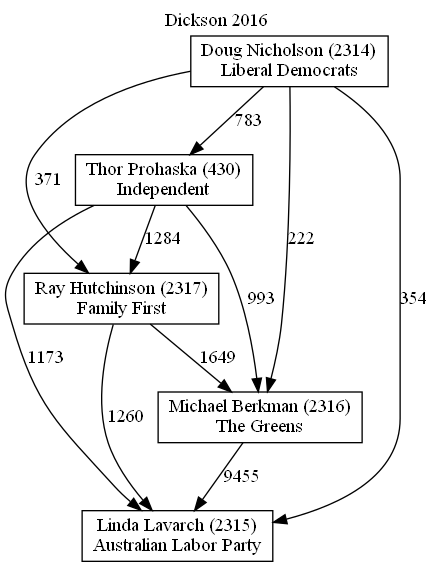 Dickson 2016
Doug Nicholson (2314)
Liberal Democrats
783
Thor Prohaska (430)
Independent
371
1284
222
Ray Hutchinson (2317)
Family First
993
354
1173
1649
1260
Michael Berkman (2316)
The Greens
9455
Linda Lavarch (2315)
Australian Labor Party